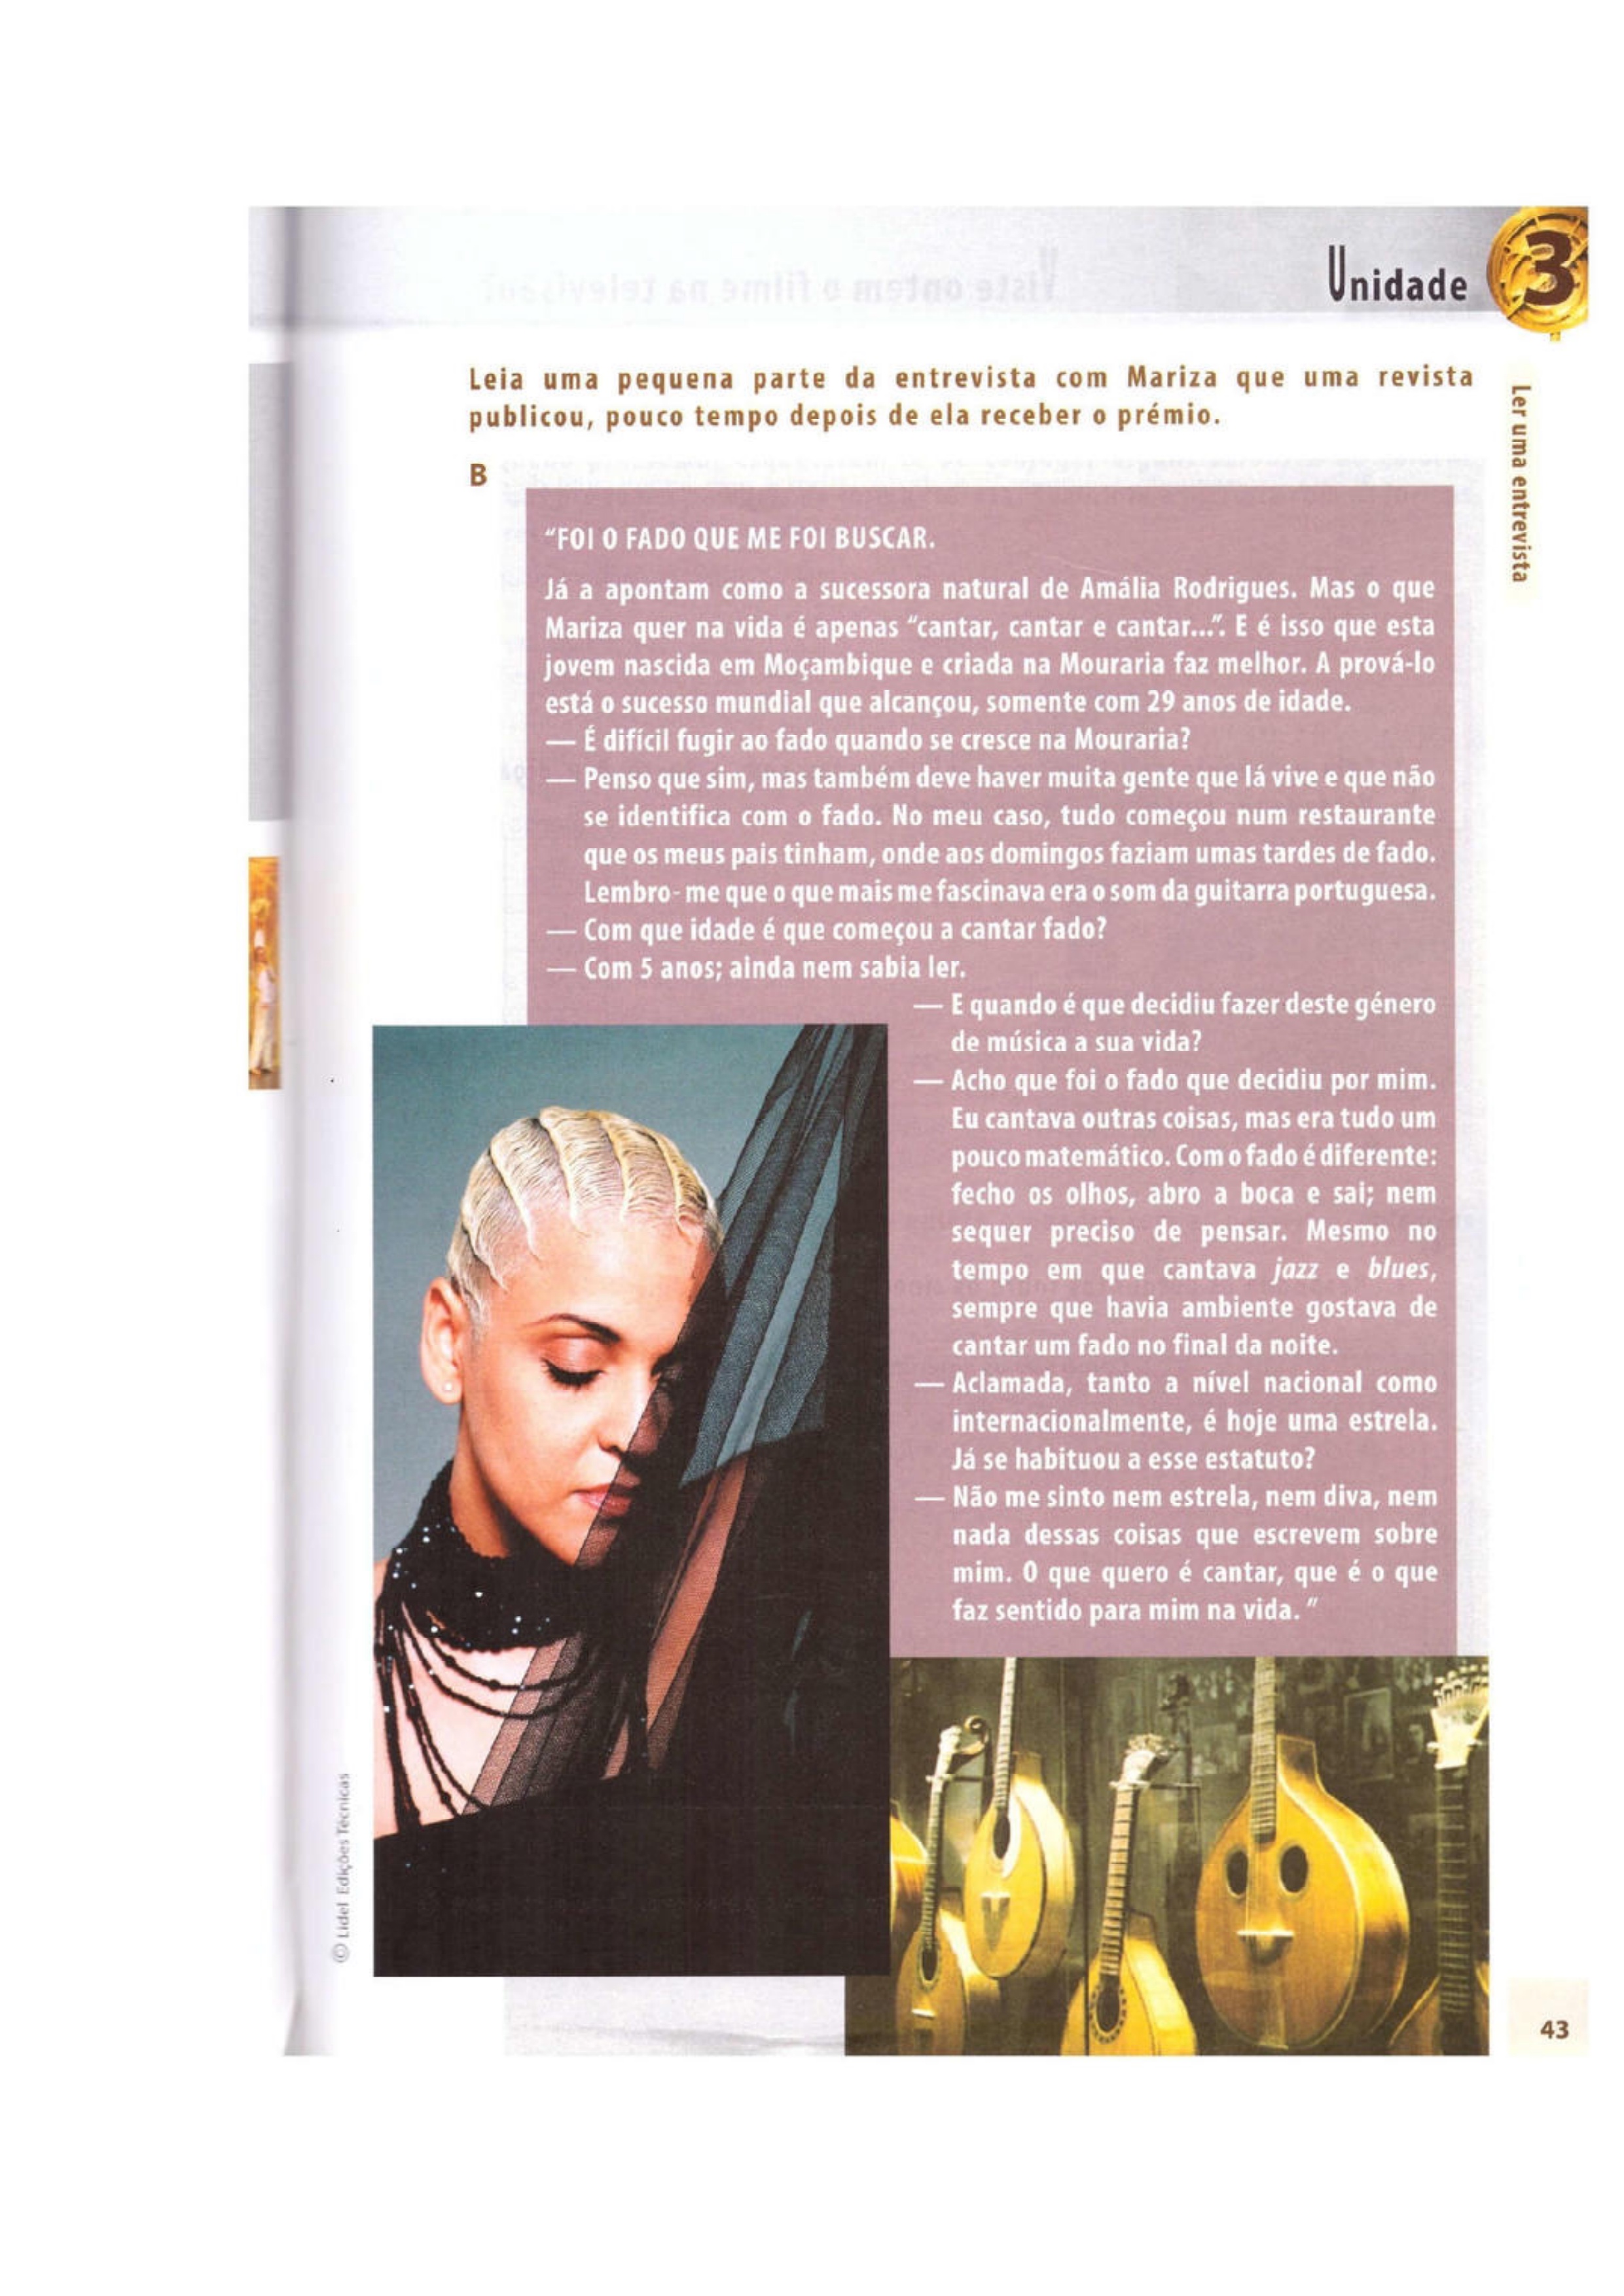 Unidade 3
Leia uma pequena parte da entrevista com Mariza que uma revista
publicou, pouco tempo depois de ela receber o prémio.
Ler uma entrevista
B
"FOI O FADO QUE ME FOI BUSCAR.
Já a apontam como a sucessora natural de Amália Rodrigues. Mas o que
Mariza quer na vida é apenas "cantar, cantar e cantar...". E é isso que esta
jovem nascida em Moçambique e criada na Mouraria faz melhor. A prová-lo
está o sucesso mundial que alcançou, somente com 29 anos de idade.
— É difícil fugir ao fado quando se cresce na Mouraria?
— Penso que sim, mas também deve haver muita gente que lá vive e que não
se identifica com o fado. No meu caso, tudo começou num restaurante
que os meus pais tinham, onde aos domingos faziam umas tardes de fado.
Lembro- me que o que mais me fascinava era o som da guitarra portuguesa.
— Com que idade é que começou a cantar fado?
— Com 5 anos; ainda nem sabia ler.
— E quando é que decidiu fazer deste género
de música a sua vida?
— Acho que foi o fado que decidiu por mim.
Eu cantava outras coisas, mas era tudo um
pouco matemático. Com o fado é diferente:
fecho os olhos, abro a boca e sai; nem
sequer preciso de pensar. Mesmo no
tempo em que cantava jazz e blues,
sempre que havia ambiente gostava de
cantar um fado no final da noite.
— Aclamada, tanto a nível nacional como
internacionalmente, é hoje uma estrela.
Já se habituou a esse estatuto?
— Não me sinto nem estrela, nem diva, nem
nada dessas coisas que escrevem sobre
mim. O que quero é cantar, que é o que
faz sentido para mim na vida. "
© Lidel Edições Técnicas
43